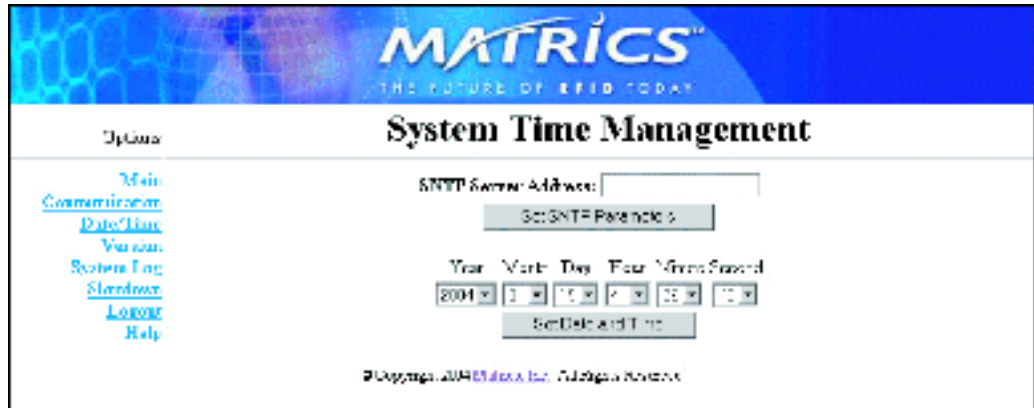 MATRICS™
THE FUTURE OF RFID TODAY
Options
System Time Management
Main
Communication
Date/Time
Version
System Log
Shutdown
Logout
Help
SNTP Server Address:
Set SNTP Parameters
Year Month Day Hour Minute Second
2004
Set Date and Time
© Copyright 2004 Matrics, Inc. All Rights Reserved